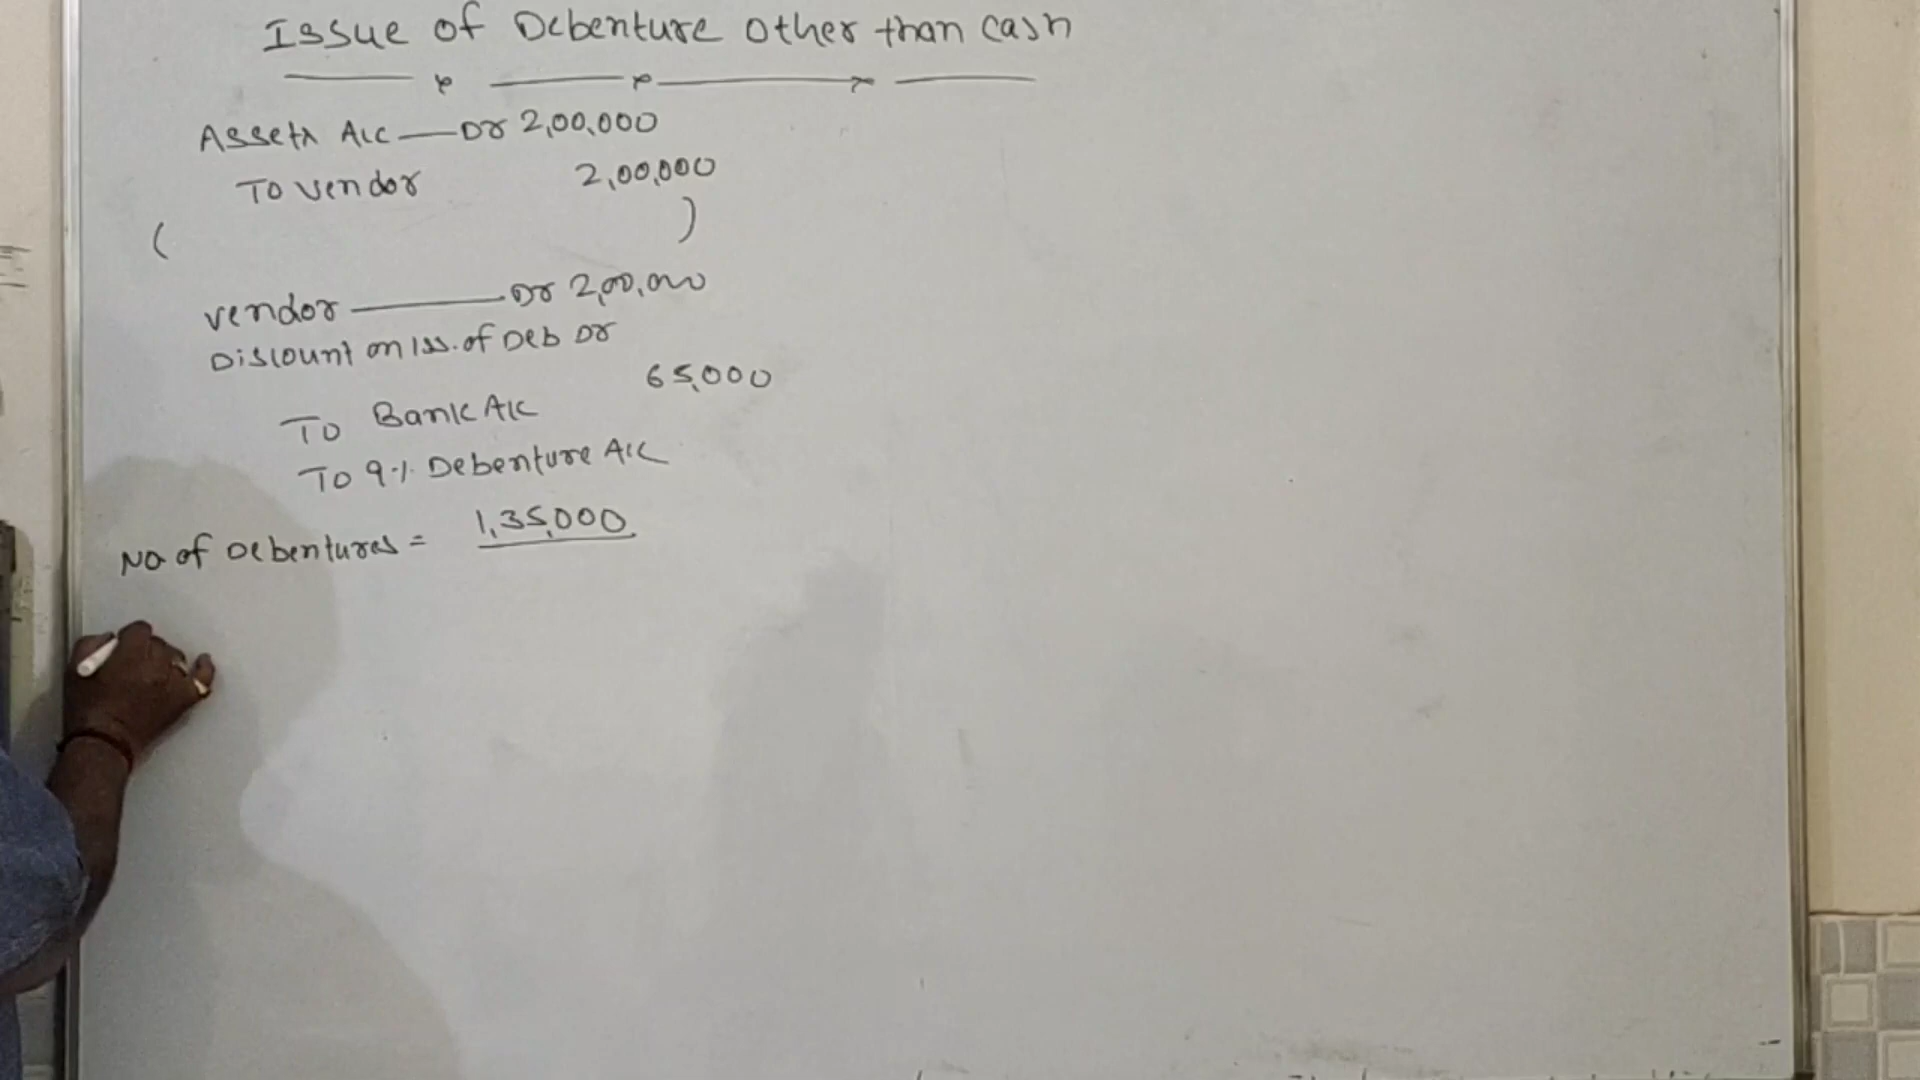 Issue of Debenture other than cash
Assets A/c — Dr 2,00,000
To vendor 2,00,000
( )
vendor — Dr 2,00,000
Discount on Iss. of Deb Dr
65,000
To Bank A/c
To 9% Debenture A/c
No of Debentures = 1,35,000